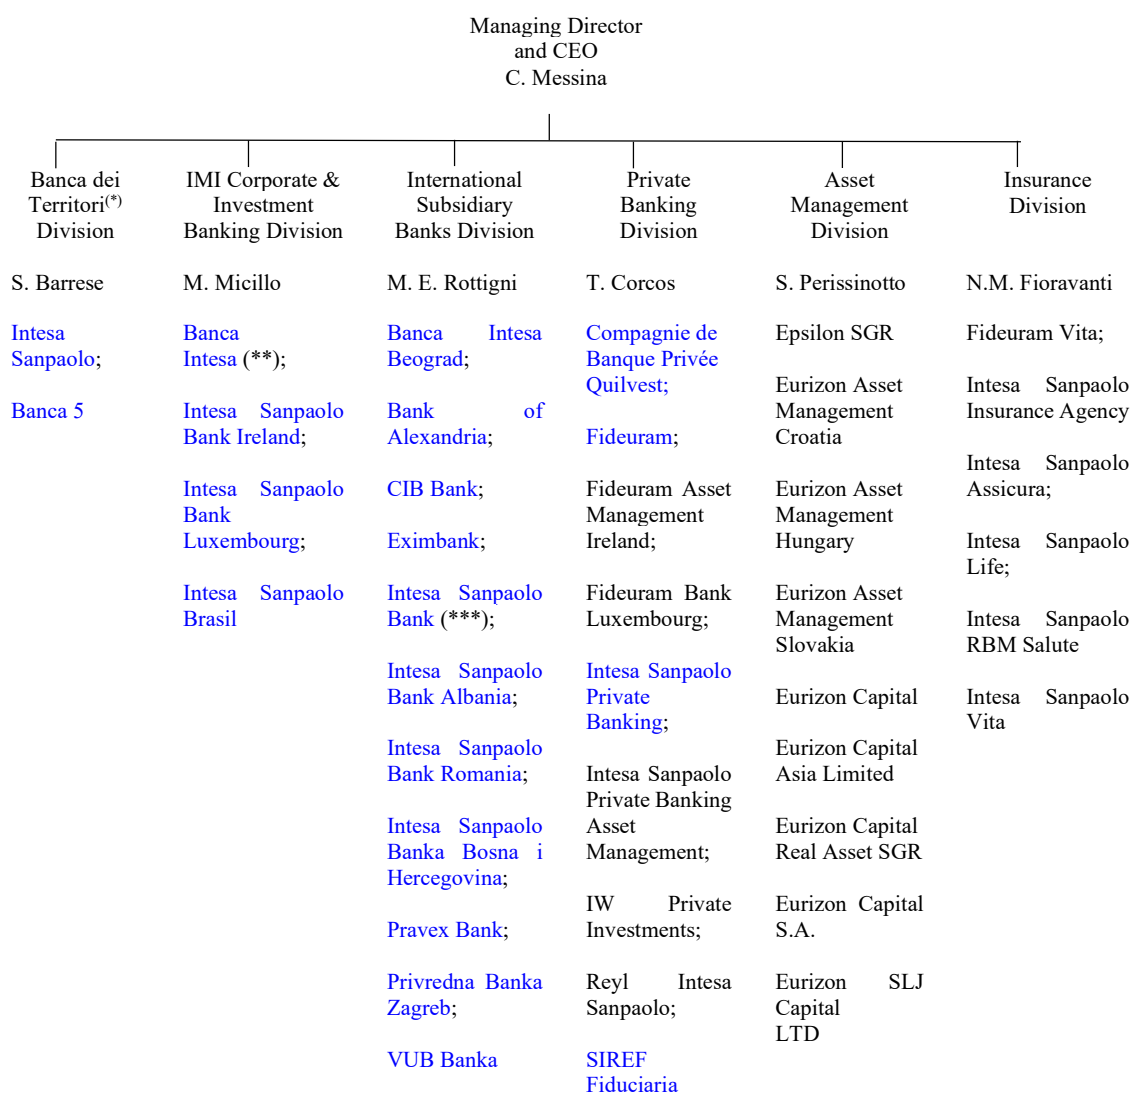 Managing Director
and CEO
C. Messina
Banca dei
Territori(*)
Division
S. Barrese
Intesa
Sanpaolo;
Banca 5
IMI Corporate &
Investment
Banking Division
M. Micillo
Banca
Intesa (**);
Intesa Sanpaolo
Bank Ireland;
Intesa Sanpaolo
Bank
Luxembourg;
Intesa Sanpaolo
Brasil
International
Subsidiary
Banks Division
M. E. Rottigni
Banca Intesa
Beograd;
Bank of
Alexandria;
CIB Bank;
Eximbank;
Intesa Sanpaolo
Bank (***);
Intesa Sanpaolo
Bank Albania;
Intesa Sanpaolo
Bank Romania;
Intesa Sanpaolo
Banka Bosna i
Hercegovina;
Pravex Bank;
Privredna Banka
Zagreb;
VUB Banka
Private
Banking
Division
T. Corcos
Compagnie de
Banque Privée
Quilvest;
Fideuram;
Fideuram Asset
Management
Ireland;
Fideuram Bank
Luxembourg;
Intesa Sanpaolo
Private
Banking;
Intesa Sanpaolo
Private Banking
Asset
Management;
IW Private
Investments;
Reyl Intesa
Sanpaolo;
SIREF
Fiduciaria
Asset
Management
Division
S. Perissinotto
Epsilon SGR
Eurizon Asset
Management
Croatia
Eurizon Asset
Management
Hungary
Eurizon Asset
Management
Slovakia
Eurizon Capital
Eurizon Capital
Asia Limited
Eurizon Capital
Real Asset SGR
Eurizon Capital
S.A.
Eurizon SLJ
Capital
LTD
Insurance
Division
N.M. Fioravanti
Fideuram Vita;
Intesa Sanpaolo
Insurance Agency
Intesa Sanpaolo
Assicura;
Intesa Sanpaolo
Life;
Intesa Sanpaolo
RBM Salute
Intesa Sanpaolo
Vita